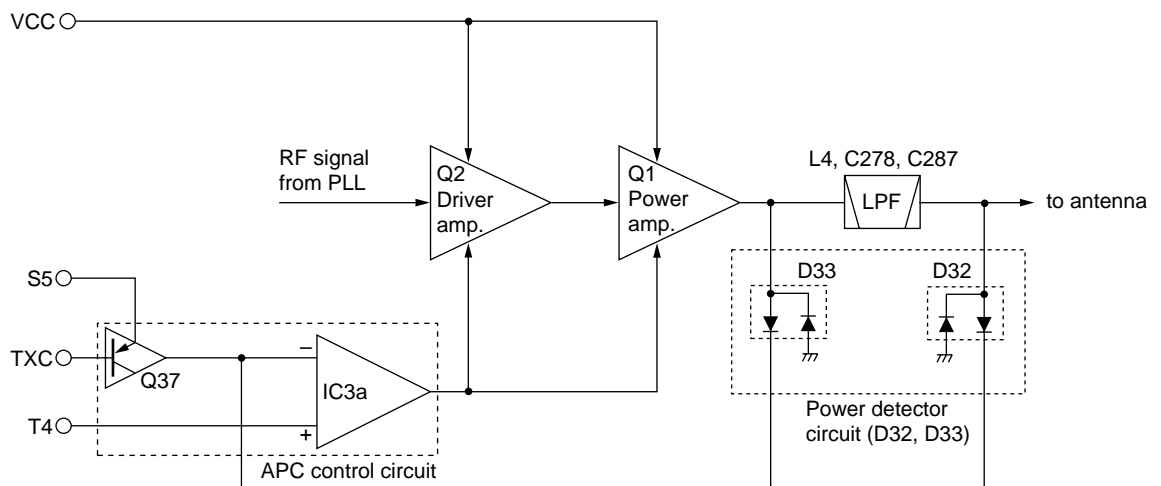 VCC
RF signal
from PLL
Q2
Driver
amp.
Q1
Power
amp.
L4, C278, C287
LPF
to antenna
S5
TXC
Q37
T4
–
IC3a
+
APC control circuit
D33
D32
Power detector
circuit (D32, D33)